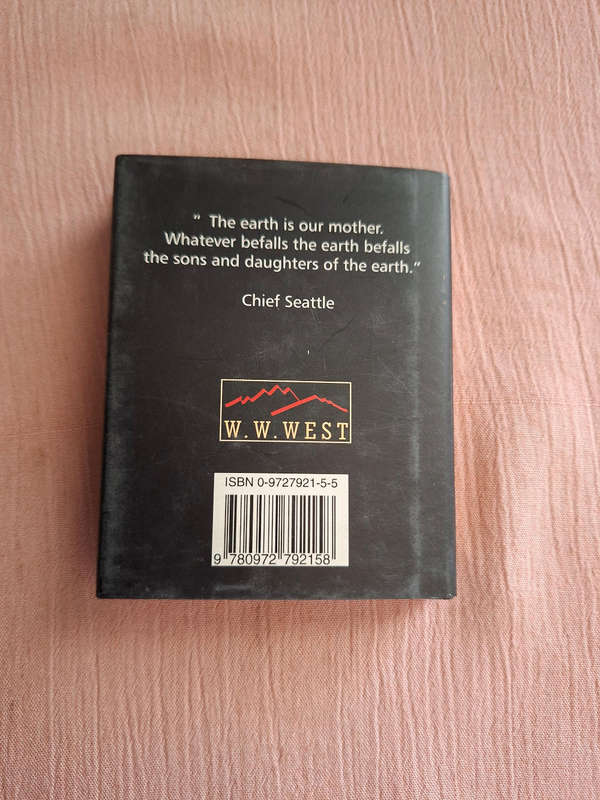 " The earth is our mother.
Whatever befalls the earth befalls
the sons and daughters of the earth."
Chief Seattle
W.W.WEST
ISBN 0-9727921-5-5
9 780972 792158